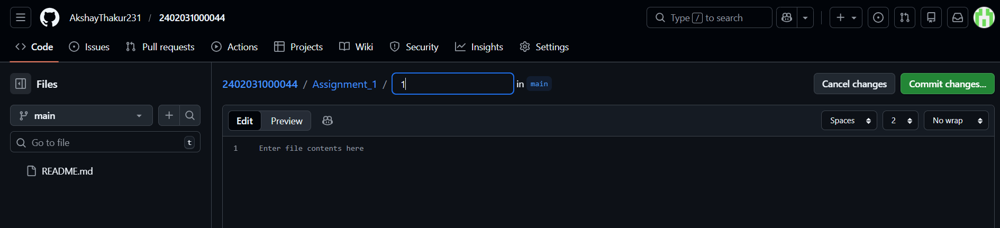 AkshayThakur231 / 2402031000044 Type / to search
Code Issues Pull requests Actions Projects Wiki Security Insights Settings
Files 2402031000044 / Assignment_1 / 1 in main Cancel changes Commit changes...
main Edit Preview Spaces 2 No wrap
Go to file t 1 Enter file contents here
README.md